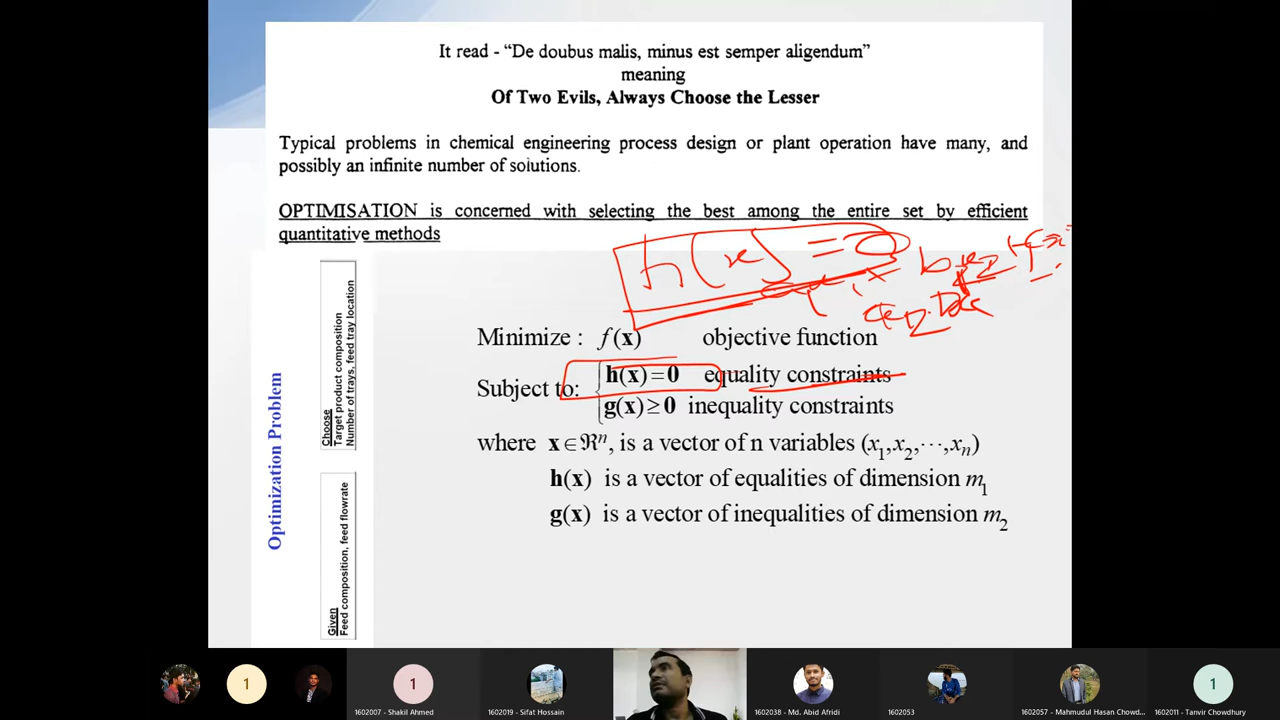 It read - "De doubus malis, minus est semper aligendum"
meaning
Of Two Evils, Always Choose the Lesser
Typical problems in chemical engineering process design or plant operation have many, and
possibly an infinite number of solutions.
OPTIMISATION is concerned with selecting the best among the entire set by efficient
quantitative methods
h(x) = 0
Optimization Problem
Choose
Target product composition
Number of trays, feed tray location
Given
Feed composition, feed flowrate
Minimize : f(x) objective function
Subject to: h(x)=0 equality constraints
g(x)≥0 inequality constraints
where x∈ℜⁿ, is a vector of n variables (x₁,x₂,⋯,xₙ)
h(x) is a vector of equalities of dimension m₁
g(x) is a vector of inequalities of dimension m₂
1
1
1
1602007 - Shakil Ahmed
1602019 - Sifat Hossain
1602038 - Md. Abid Afridi
1602053
1602057 - Mahmudul Hasan Chowd...
1602011 - Tanvir Chowdhury